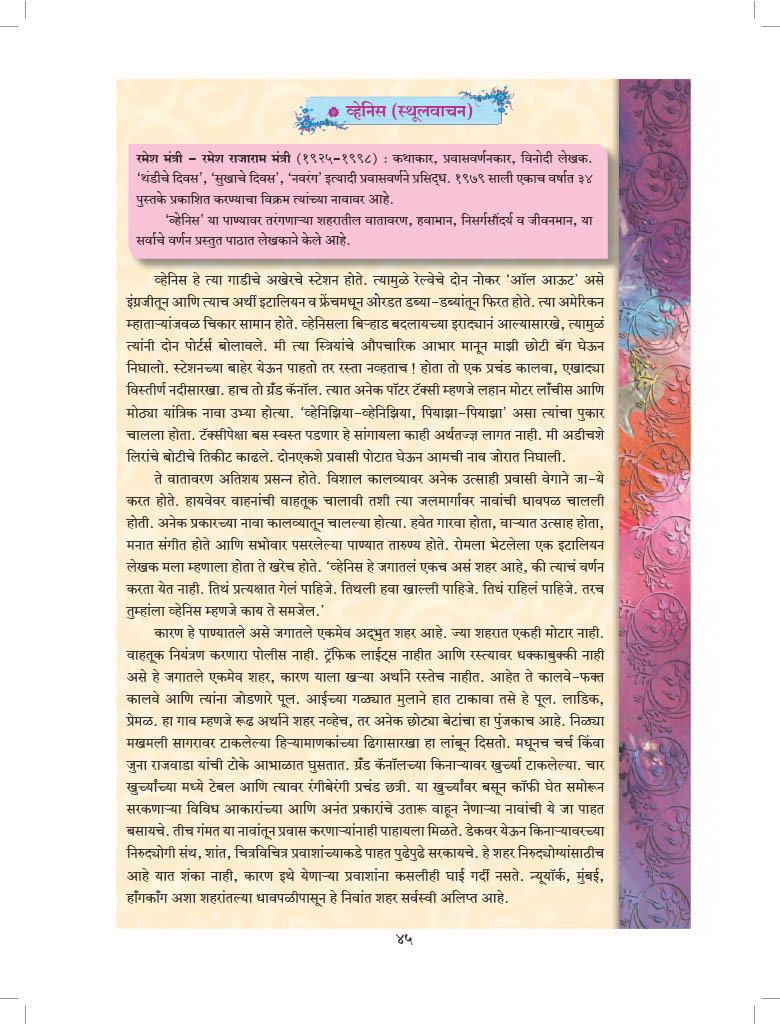 व्हेनिस (स्थूलवाचन)
रमेश मंत्री – रमेश राजाराम मंत्री (१९२५-१९९८) : कथाकार, प्रवासवर्णनकार, विनोदी लेखक.
‘थंडीचे दिवस’, ‘सुखाचे दिवस’, ‘नवरंग’ इत्यादी प्रवासवर्णने प्रसिद्ध. १९७९ साली एकाच वर्षात ३४
पुस्तके प्रकाशित करण्याचा विक्रम त्यांच्या नावावर आहे.
‘व्हेनिस’ या पाण्यावर तरंगणाऱ्या शहरातील वातावरण, हवामान, निसर्गसौंदर्य व जीवनमान, या
सर्वांचे वर्णन प्रस्तुत पाठात लेखकाने केले आहे.
व्हेनिस हे त्या गाडीचे अखेरचे स्टेशन होते. त्यामुळे रेल्वेचे दोन नोकर ‘ऑल आऊट’ असे
इंग्रजीतून आणि त्याच अर्थी इटालियन व फ्रेंचमधून ओरडत डब्या-डब्यांतून फिरत होते. त्या अमेरिकन
म्हाताऱ्यांजवळ चिकार सामान होते. व्हेनिसला बिऱ्हाड बदलायच्या इराद्यानं आल्यासारखे, त्यामुळं
त्यांनी दोन पोर्टर्स बोलावले. मी त्या स्त्रियांचे औपचारिक आभार मानून माझी छोटी बॅग घेऊन
निघालो. स्टेशनच्या बाहेर येऊन पाहतो तर रस्ता नव्हताच ! होता तो एक प्रचंड कालवा, एखाद्या
विस्तीर्ण नदीसारखा. हाच तो ग्रँड कॅनॉल. त्यात अनेक पॉटर टॅक्सी म्हणजे लहान मोटर लाँचीस आणि
मोठ्या यांत्रिक नावा उभ्या होत्या. ‘व्हेनिझिया-व्हेनिझिया, पियाझा-पियाझा’ असा त्यांचा पुकार
चालला होता. टॅक्सीपेक्षा बस स्वस्त पडणार हे सांगायला काही अर्थतज्ज्ञ लागत नाही. मी अडीचशे
लिरांचे बोटीचे तिकीट काढले. दोनएकशे प्रवासी पोटात घेऊन आमची नाव जोरात निघाली.
ते वातावरण अतिशय प्रसन्न होते. विशाल कालव्यावर अनेक उत्साही प्रवासी वेगाने जा-ये
करत होते. हायवेवर वाहनांची वाहतूक चालावी तशी त्या जलमार्गावर नावांची धावपळ चालली
होती. अनेक प्रकारच्या नावा कालव्यातून चालल्या होत्या. हवेत गारवा होता, वाऱ्यात उत्साह होता,
मनात संगीत होते आणि सभोवार पसरलेल्या पाण्यात तारुण्य होते. रोमला भेटलेला एक इटालियन
लेखक मला म्हणाला होता ते खरेच होते. ‘व्हेनिस हे जगातलं एकच असं शहर आहे, की त्याचं वर्णन
करता येत नाही. तिथं प्रत्यक्षात गेलं पाहिजे. तिथली हवा खाल्ली पाहिजे. तिथं राहिलं पाहिजे. तरच
तुम्हांला व्हेनिस म्हणजे काय ते समजेल.’
कारण हे पाण्यातले असे जगातले एकमेव अद्भुत शहर आहे. ज्या शहरात एकही मोटार नाही.
वाहतूक नियंत्रण करणारा पोलीस नाही. ट्रॅफिक लाईट्स नाहीत आणि रस्त्यावर धक्काबुक्की नाही
असे हे जगातले एकमेव शहर, कारण याला खऱ्या अर्थाने रस्तेच नाहीत. आहेत ते कालवे-फक्त
कालवे आणि त्यांना जोडणारे पूल. आईच्या गळ्यात मुलाने हात टाकावा तसे हे पूल. लाडिक,
प्रेमळ. हा गाव म्हणजे रूढ अर्थाने शहर नव्हेच, तर अनेक छोट्या बेटांचा हा पुंजकाच आहे. निळ्या
मखमली सागरावर टाकलेल्या हिऱ्यामाणकांच्या ढिगासारखा हा लांबून दिसतो. मधूनच चर्च किंवा
जुना राजवाडा यांची टोके आभाळात घुसतात. ग्रँड कॅनॉलच्या किनाऱ्यावर खुर्च्या टाकलेल्या. चार
खुर्च्यांच्या मध्ये टेबल आणि त्यावर रंगीबेरंगी प्रचंड छत्री. या खुर्च्यांवर बसून कॉफी घेत समोरून
सरकणाऱ्या विविध आकारांच्या आणि अनंत प्रकारांचे उतारू वाहून नेणाऱ्या नावांची ये जा पाहत
बसायचे. तीच गंमत या नावांतून प्रवास करणाऱ्यांनाही पाहायला मिळते. डेकवर येऊन किनाऱ्यावरच्या
निरुद्योगी संथ, शांत, चित्रविचित्र प्रवाशांच्याकडे पाहत पुढेपुढे सरकायचे. हे शहर निरुद्योग्यांसाठीच
आहे यात शंका नाही, कारण इथे येणाऱ्या प्रवाशांना कसलीही घाई गर्दी नसते. न्यूयॉर्क, मुंबई,
हाँगकाँग अशा शहरांतल्या धावपळीपासून हे निवांत शहर सर्वस्वी अलिप्त आहे.
४५